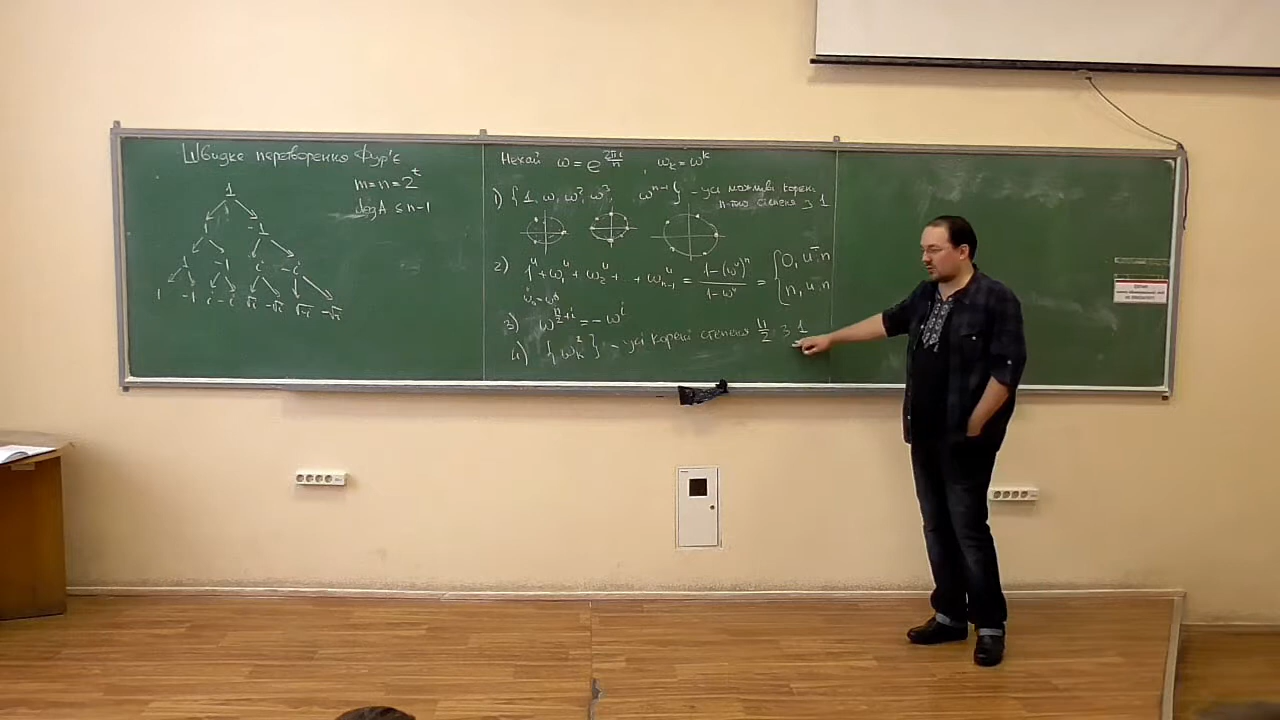 Швидке перетворення Фур'є
m=n=2^t
deg A ≤ n-1
1
1 -1
1 -1 i -i
1 -1 i -i √i -√i √-i -√-i
Нехай ω = e^(2πi/n), ω_k = ω^k
1) {1, ω, ω², ω³, ω^(n-1)} - усі можливі корені
n-того степеня з 1
2) 1^u + ω_1^u + ω_2^u + .. + ω_(n-1)^u = (1-(ω^u)^n)/(1-ω^u) = {0, u ⋮̅ n
n, u ⋮ n
3) ω^(n/2+i) = -ω^i
4) {ω_k²} - усі корені степеня n/2 з 1